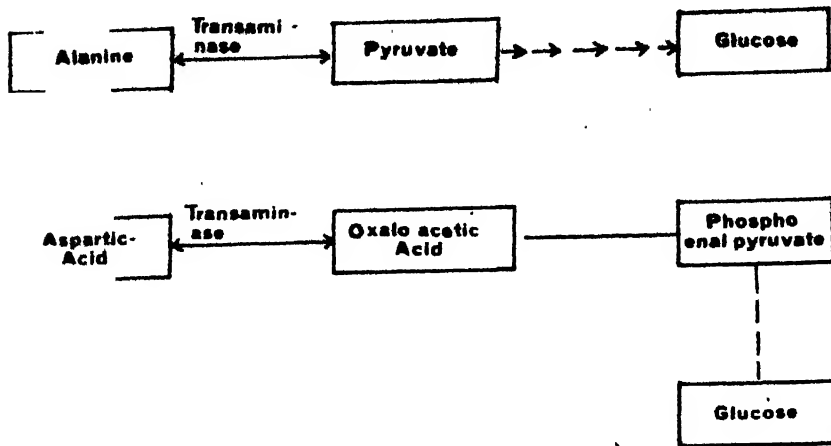 Transami-
nase
Alanine
Pyruvate
Glucose
Transamin-
ase
Aspartic-
Acid
Oxalo acetic
Acid
Phospho
enal pyruvate
Glucose